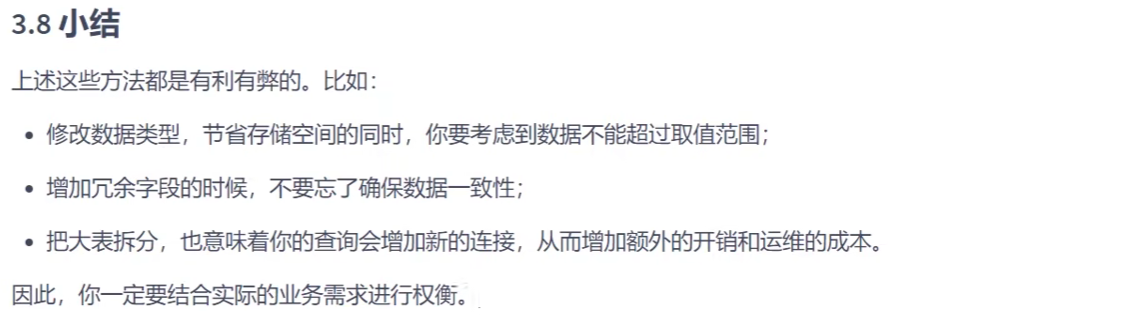 3.8 小结
上述这些方法都是有利有弊的。比如：
• 修改数据类型，节省存储空间的同时，你要考虑到数据不能超过取值范围；
• 增加冗余字段的时候，不要忘了确保数据一致性；
• 把大表拆分，也意味着你的查询会增加新的连接，从而增加额外的开销和运维的成本。
因此，你一定要结合实际的业务需求进行权衡。